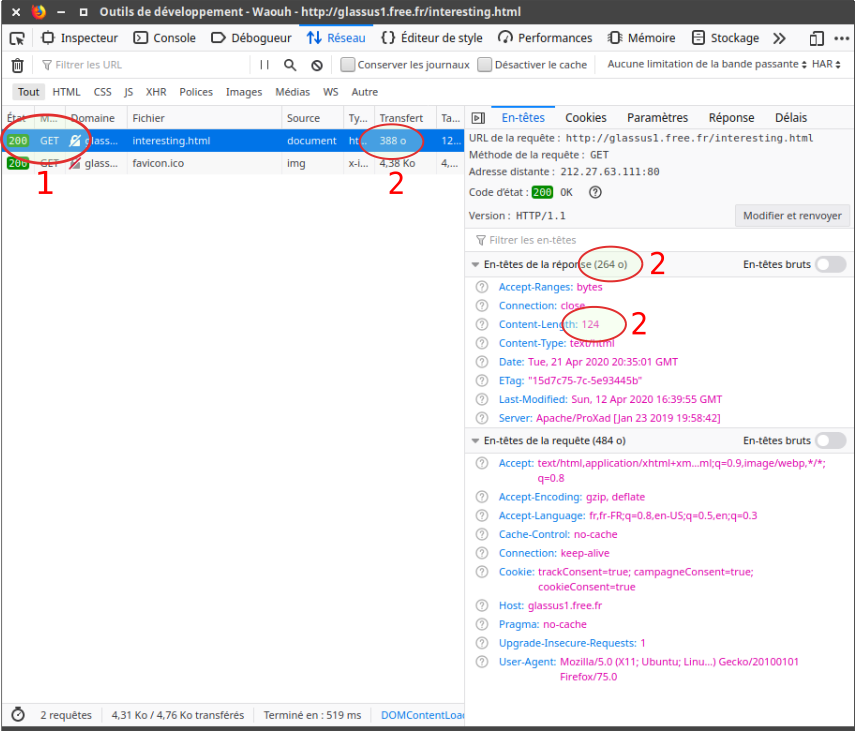 Outils de développement - Waouh - http://glassus1.free.fr/interesting.html
Inspecteur Console Débogueur Réseau Éditeur de style Performances Mémoire Stockage
Filtrer les URL Conserver les journaux Désactiver le cache Aucune limitation de la bande passante HAR
Tout HTML CSS JS XHR Polices Images Médias WS Autre
État M... Domaine Fichier Source Ty... Transfert Ta...
200 GET glass... interesting.html document ht... 388 o 12...
200 GET glass... favicon.ico img x-i... 4,38 Ko 4,...
1
2
En-têtes Cookies Paramètres Réponse Délais
URL de la requête : http://glassus1.free.fr/interesting.html
Méthode de la requête : GET
Adresse distante : 212.27.63.111:80
Code d'état : 200 OK
Version : HTTP/1.1 Modifier et renvoyer
Filtrer les en-têtes
En-têtes de la réponse (264 o) 2 En-têtes bruts
Accept-Ranges: bytes
Connection: close
Content-Length: 124 2
Content-Type: text/html
Date: Tue, 21 Apr 2020 20:35:01 GMT
ETag: "15d7c75-7c-5e93445b"
Last-Modified: Sun, 12 Apr 2020 16:39:55 GMT
Server: Apache/ProXad [Jan 23 2019 19:58:42]
En-têtes de la requête (484 o) En-têtes bruts
Accept: text/html,application/xhtml+xm...ml;q=0.9,image/webp,*/*;
q=0.8
Accept-Encoding: gzip, deflate
Accept-Language: fr,fr-FR;q=0.8,en-US;q=0.5,en;q=0.3
Cache-Control: no-cache
Connection: keep-alive
Cookie: trackConsent=true; campagneConsent=true;
cookieConsent=true
Host: glassus1.free.fr
Pragma: no-cache
Upgrade-Insecure-Requests: 1
User-Agent: Mozilla/5.0 (X11; Ubuntu; Linu...) Gecko/20100101
Firefox/75.0
2 requêtes 4,31 Ko / 4,76 Ko transférés Terminé en : 519 ms DOMContentLoad